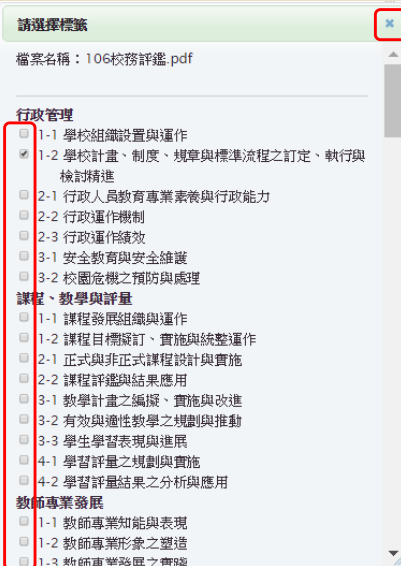 請選擇標籤
檔案名稱：106校務評鑑.pdf
行政管理
1-1 學校組織設置與運作
1-2 學校計畫、制度、規章與標準流程之訂定、執行與
檢討精進
2-1 行政人員教育專業素養與行政能力
2-2 行政運作機制
2-3 行政運作績效
3-1 安全教育與安全維護
3-2 校園危機之預防與處理
課程、教學與評量
1-1 課程發展組織與運作
1-2 課程目標擬訂、實施與統整運作
2-1 正式與非正式課程設計與實施
2-2 課程評鑑與結果應用
3-1 教學計畫之編擬、實施與改進
3-2 有效與適性教學之規劃與推動
3-3 學生學習表現與進展
4-1 學習評量之規劃與實施
4-2 學習評量結果之分析與應用
教師專業發展
1-1 教師專業知能與表現
1-2 教師專業形象之塑造
1-3 教師專業發展之實踐